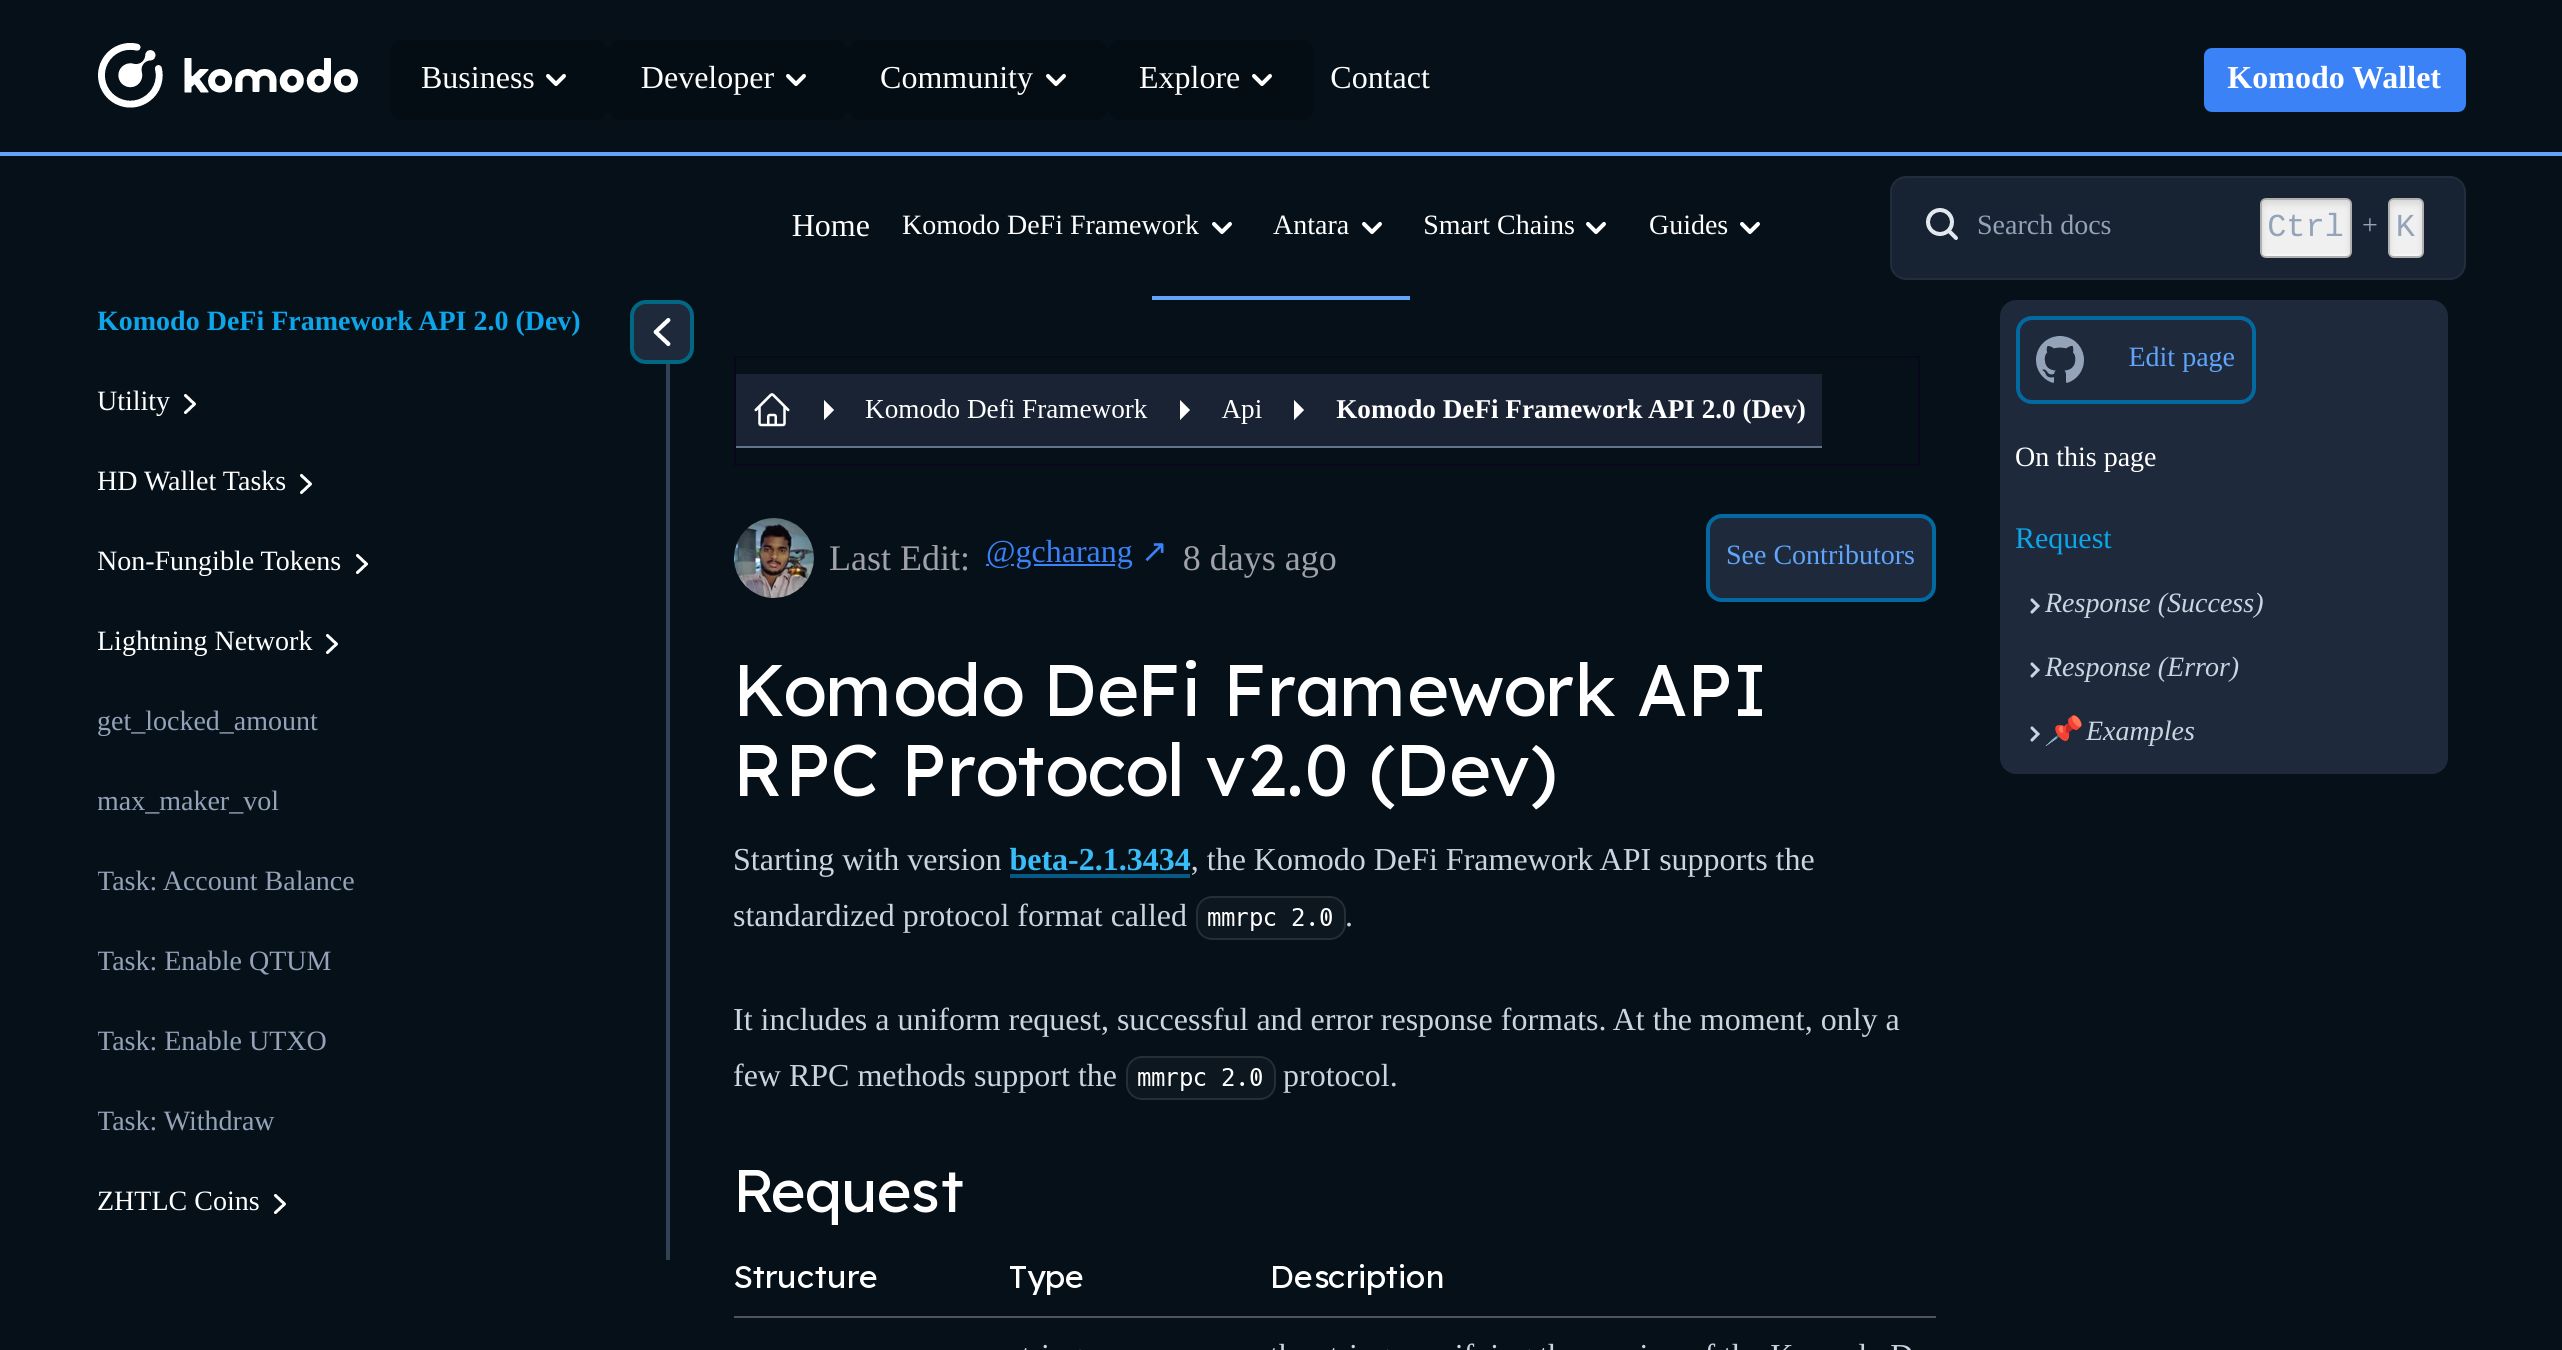 komodo
Business
Developer
Community
Explore
Contact
Komodo Wallet
Home
Komodo DeFi Framework
Antara
Smart Chains
Guides
Search docs
Ctrl + K
Komodo DeFi Framework API 2.0 (Dev)
Utility
HD Wallet Tasks
Non-Fungible Tokens
Lightning Network
get_locked_amount
max_maker_vol
Task: Account Balance
Task: Enable QTUM
Task: Enable UTXO
Task: Withdraw
ZHTLC Coins
Komodo Defi Framework
Api
Komodo DeFi Framework API 2.0 (Dev)
Last Edit: @gcharang ↗ 8 days ago
See Contributors
Komodo DeFi Framework API
RPC Protocol v2.0 (Dev)
Starting with version beta-2.1.3434, the Komodo DeFi Framework API supports the
standardized protocol format called mmrpc 2.0.
It includes a uniform request, successful and error response formats. At the moment, only a
few RPC methods support the mmrpc 2.0 protocol.
Request
Structure Type Description
Edit page
On this page
Request
Response (Success)
Response (Error)
📌 Examples